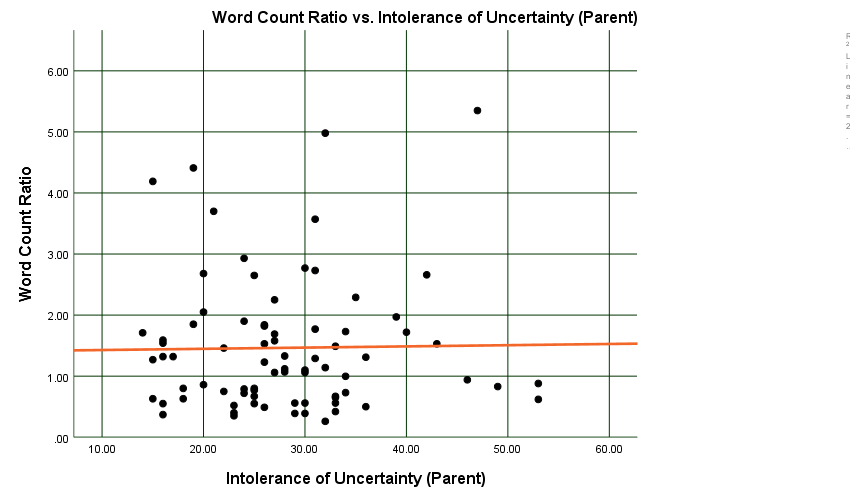 Word Count Ratio vs. Intolerance of Uncertainty (Parent)
6.00
5.00
4.00
3.00
2.00
1.00
.00
Word Count Ratio
10.00 20.00 30.00 40.00 50.00 60.00
Intolerance of Uncertainty (Parent)
R
2
L
i
n
e
a
r
=
2
.
.